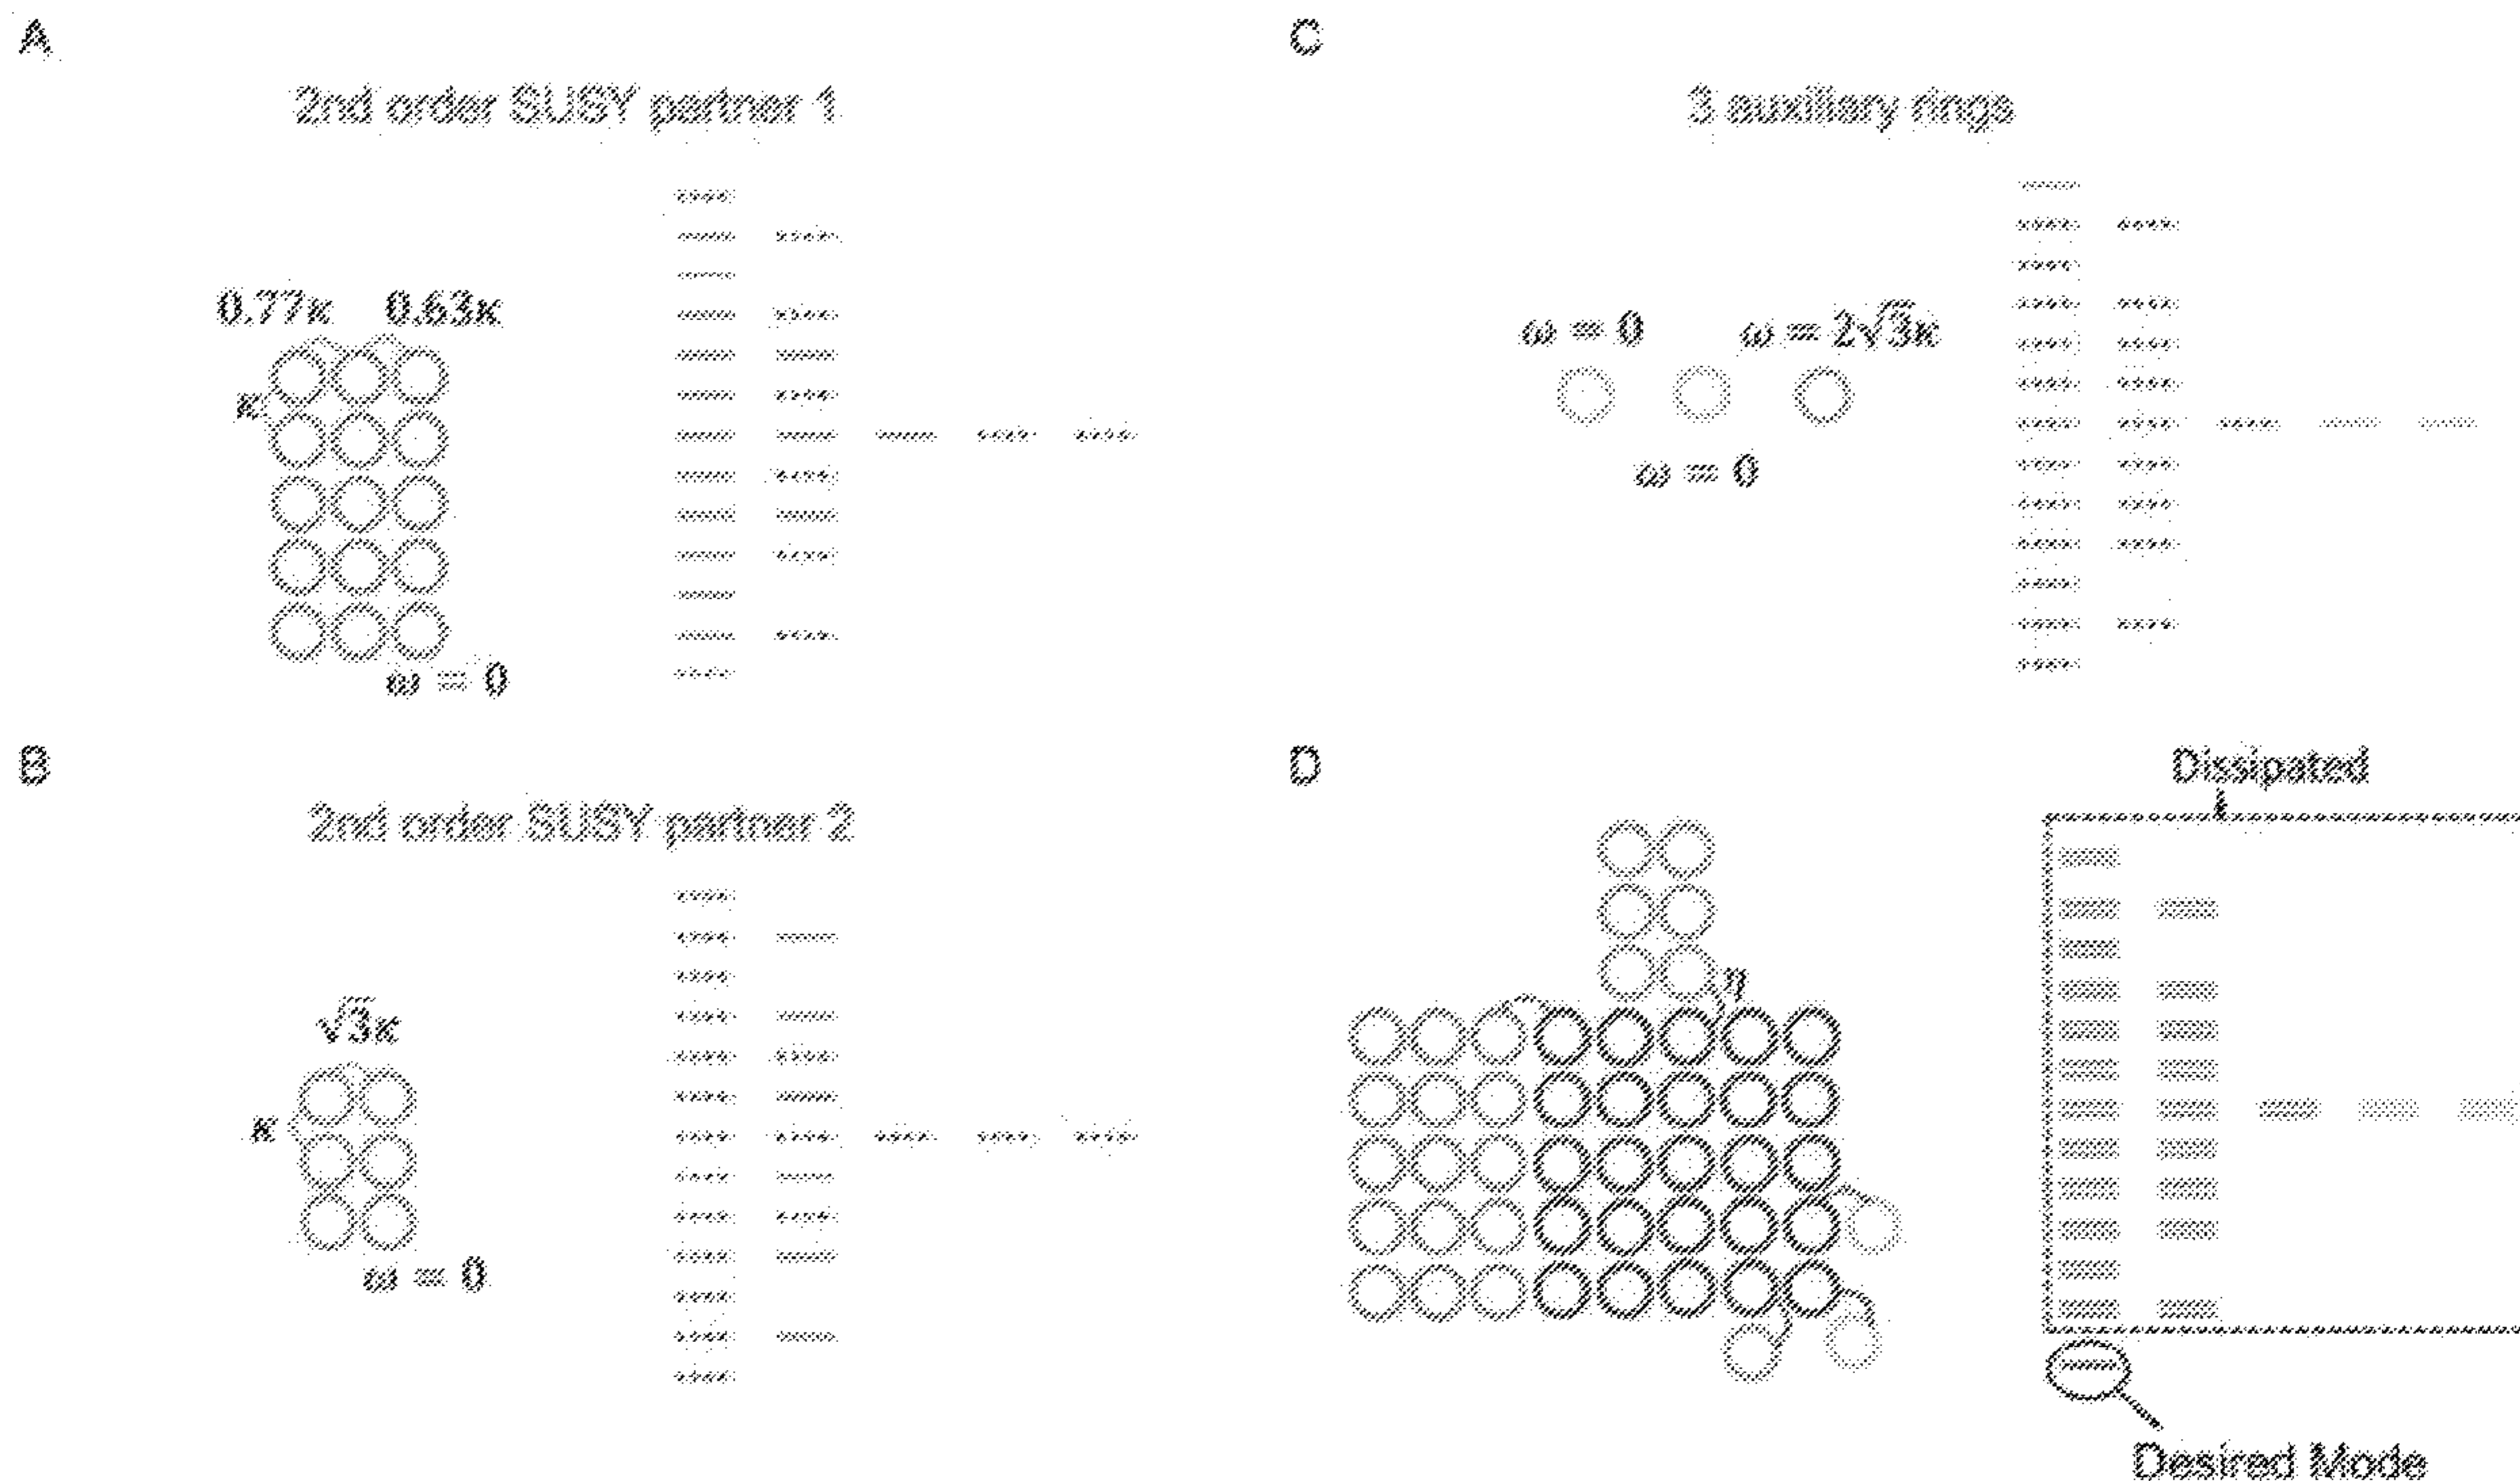 A
2nd order SUSY partner 1
0.77κ 0.63κ
κ
ω = 0
B
2nd order SUSY partner 2
√3κ
κ
ω = 0
C
3 auxiliary rings
ω = 0 ω = 2√3κ
ω = 0
D
Dissipated
η
Desired Mode